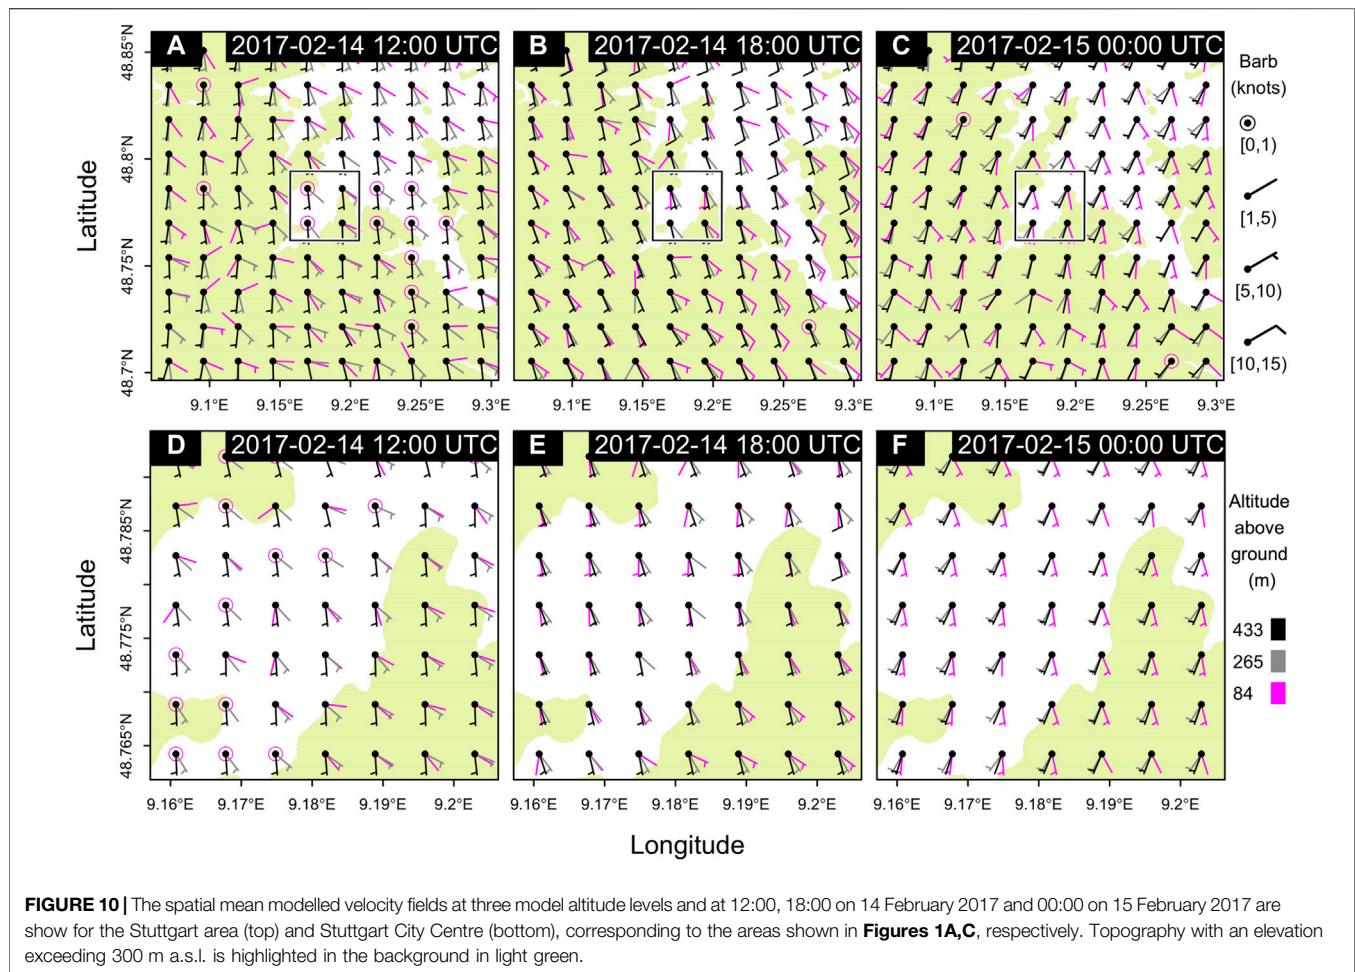 A 2017-02-14 12:00 UTC
B 2017-02-14 18:00 UTC
C 2017-02-15 00:00 UTC
Barb
(knots)
[0,1)
[1,5)
[5,10)
[10,15)
Latitude
48.85°N
48.8°N
48.75°N
48.7°N
9.1°E 9.15°E 9.2°E 9.25°E 9.3°E
9.1°E 9.15°E 9.2°E 9.25°E 9.3°E
9.1°E 9.15°E 9.2°E 9.25°E 9.3°E
D 2017-02-14 12:00 UTC
E 2017-02-14 18:00 UTC
F 2017-02-15 00:00 UTC
Altitude
above
ground
(m)
433
265
84
Latitude
48.785°N
48.775°N
48.765°N
9.16°E 9.17°E 9.18°E 9.19°E 9.2°E
9.16°E 9.17°E 9.18°E 9.19°E 9.2°E
9.16°E 9.17°E 9.18°E 9.19°E 9.2°E
Longitude
FIGURE 10 | The spatial mean modelled velocity fields at three model altitude levels and at 12:00, 18:00 on 14 February 2017 and 00:00 on 15 February 2017 are
show for the Stuttgart area (top) and Stuttgart City Centre (bottom), corresponding to the areas shown in Figures 1A,C, respectively. Topography with an elevation
exceeding 300 m a.s.l. is highlighted in the background in light green.